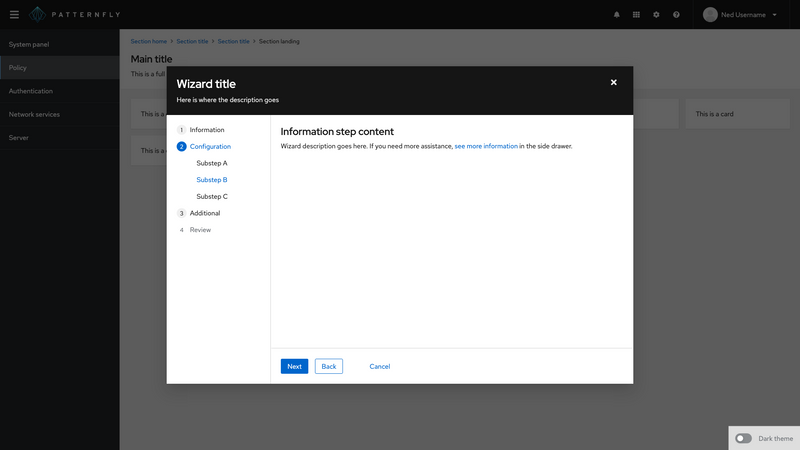 PATTERNFLY
Ned Username
System panel
Policy
Authentication
Network services
Server
Section home > Section title > Section title > Section landing
Main title
This is a full
This is a
This is a card
This is a
Wizard title
Here is where the description goes
1 Information
2 Configuration
Substep A
Substep B
Substep C
3 Additional
4 Review
Information step content
Wizard description goes here. If you need more assistance, see more information in the side drawer.
Next
Back
Cancel
Dark theme